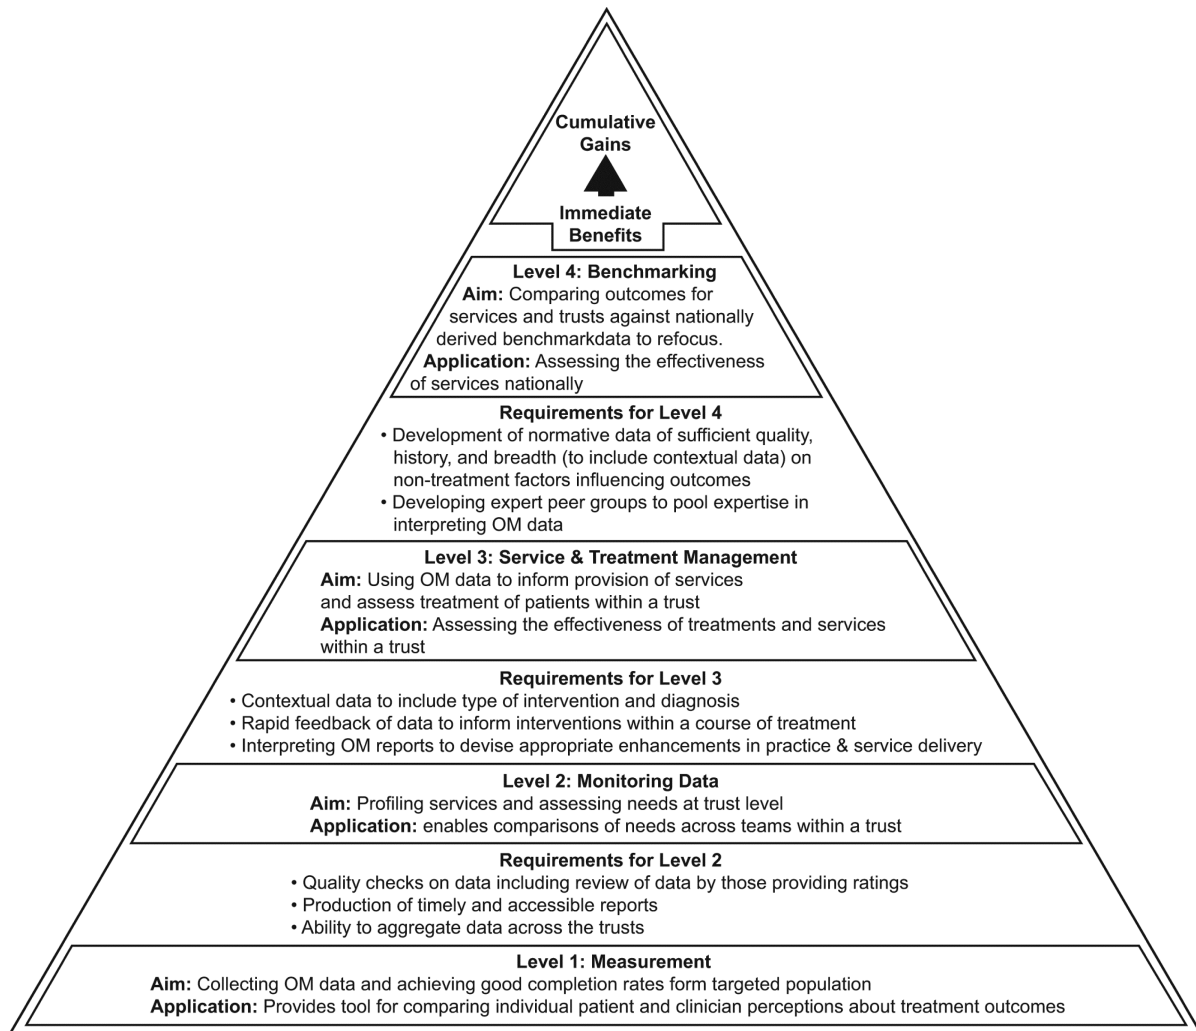 Cumulative
Gains
Immediate
Benefits
Level 4: Benchmarking
Aim: Comparing outcomes for
services and trusts against nationally
derived benchmarkdata to refocus.
Application: Assessing the effectiveness
of services nationally
Requirements for Level 4
• Development of normative data of sufficient quality,
history, and breadth (to include contextual data) on
non-treatment factors influencing outcomes
• Developing expert peer groups to pool expertise in
interpreting OM data
Level 3: Service & Treatment Management
Aim: Using OM data to inform provision of services
and assess treatment of patients within a trust
Application: Assessing the effectiveness of treatments and services
within a trust
Requirements for Level 3
• Contextual data to include type of intervention and diagnosis
• Rapid feedback of data to inform interventions within a course of treatment
• Interpreting OM reports to devise appropriate enhancements in practice & service delivery
Level 2: Monitoring Data
Aim: Profiling services and assessing needs at trust level
Application: enables comparisons of needs across teams within a trust
Requirements for Level 2
• Quality checks on data including review of data by those providing ratings
• Production of timely and accessible reports
• Ability to aggregate data across the trusts
Level 1: Measurement
Aim: Collecting OM data and achieving good completion rates form targeted population
Application: Provides tool for comparing individual patient and clinician perceptions about treatment outcomes